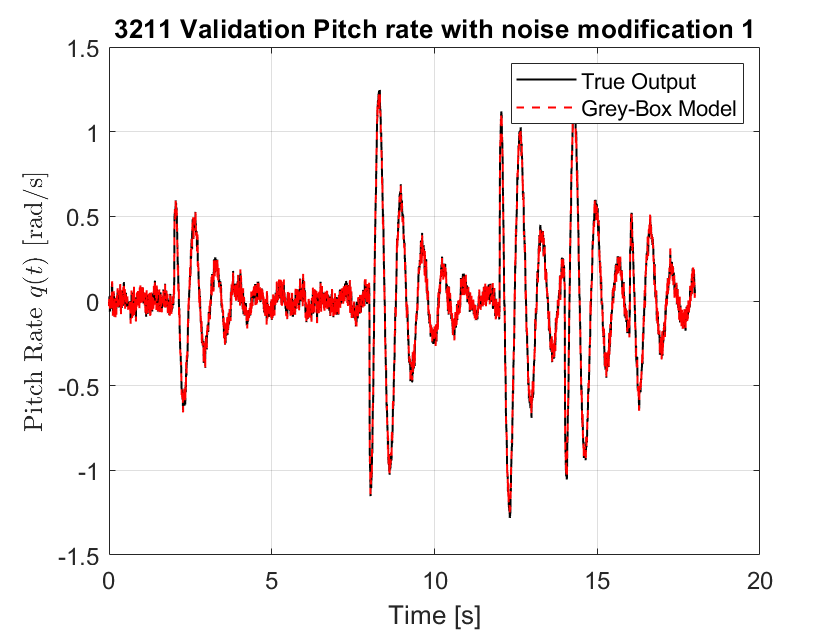 3211 Validation Pitch rate with noise modification 1
True Output
Grey-Box Model
Pitch Rate q(t) [rad/s]
1.5
1
0.5
0
-0.5
-1
-1.5
0 5 10 15 20
Time [s]